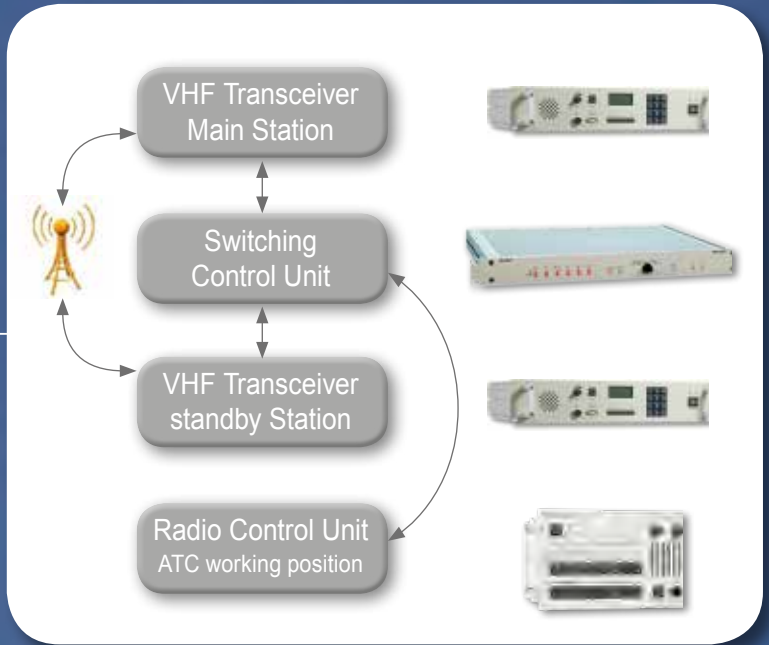 VHF Transceiver
Main Station
Switching
Control Unit
VHF Transceiver
standby Station
Radio Control Unit
ATC working position